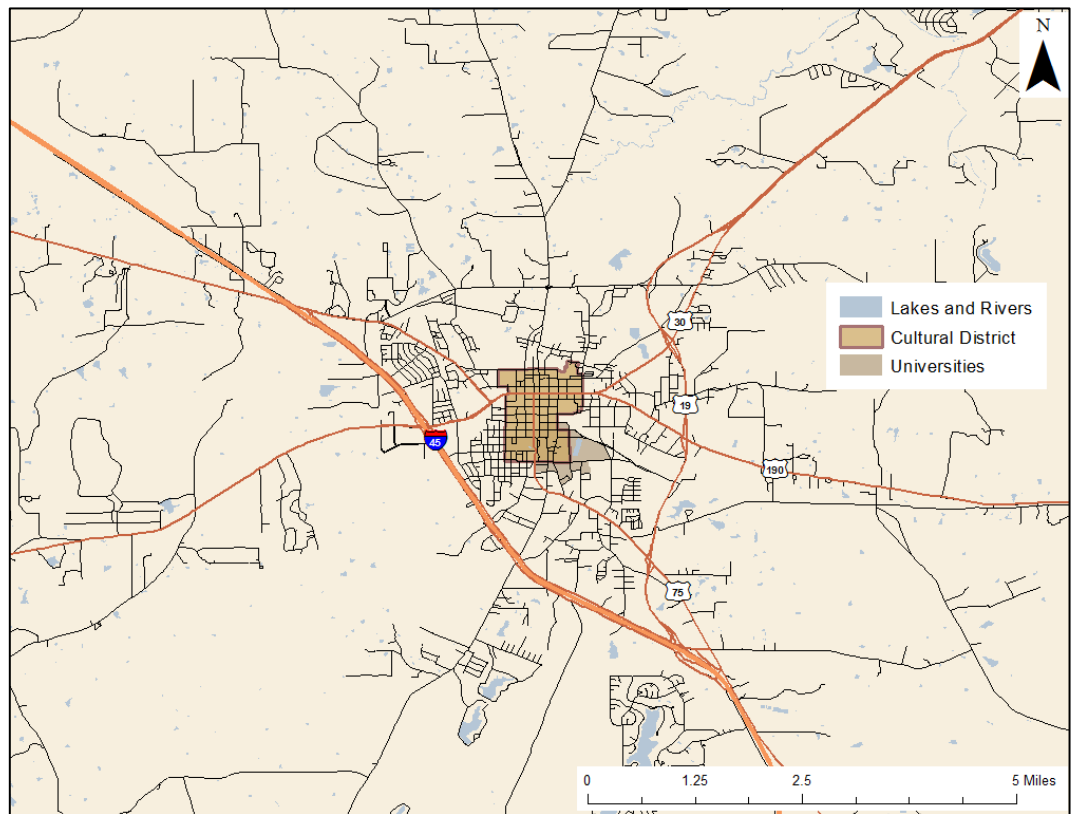 N
Lakes and Rivers
Cultural District
Universities
30
19
45
190
75
0 1.25 2.5 5 Miles